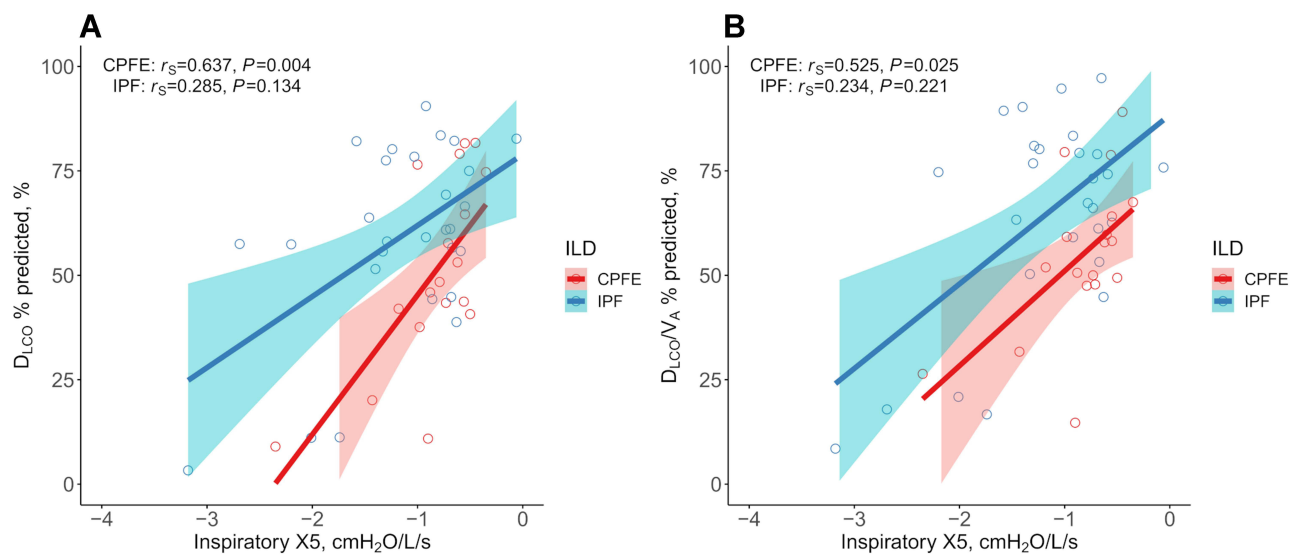 A
CPFE: rS=0.637, P=0.004
IPF: rS=0.285, P=0.134
100
75
50
25
0
DLCO % predicted, %
−4
−3
−2
−1
0
Inspiratory X5, cmH2O/L/s
ILD
CPFE
IPF
B
CPFE: rS=0.525, P=0.025
IPF: rS=0.234, P=0.221
100
75
50
25
0
DLCO/VA % predicted, %
−4
−3
−2
−1
0
Inspiratory X5, cmH2O/L/s
ILD
CPFE
IPF